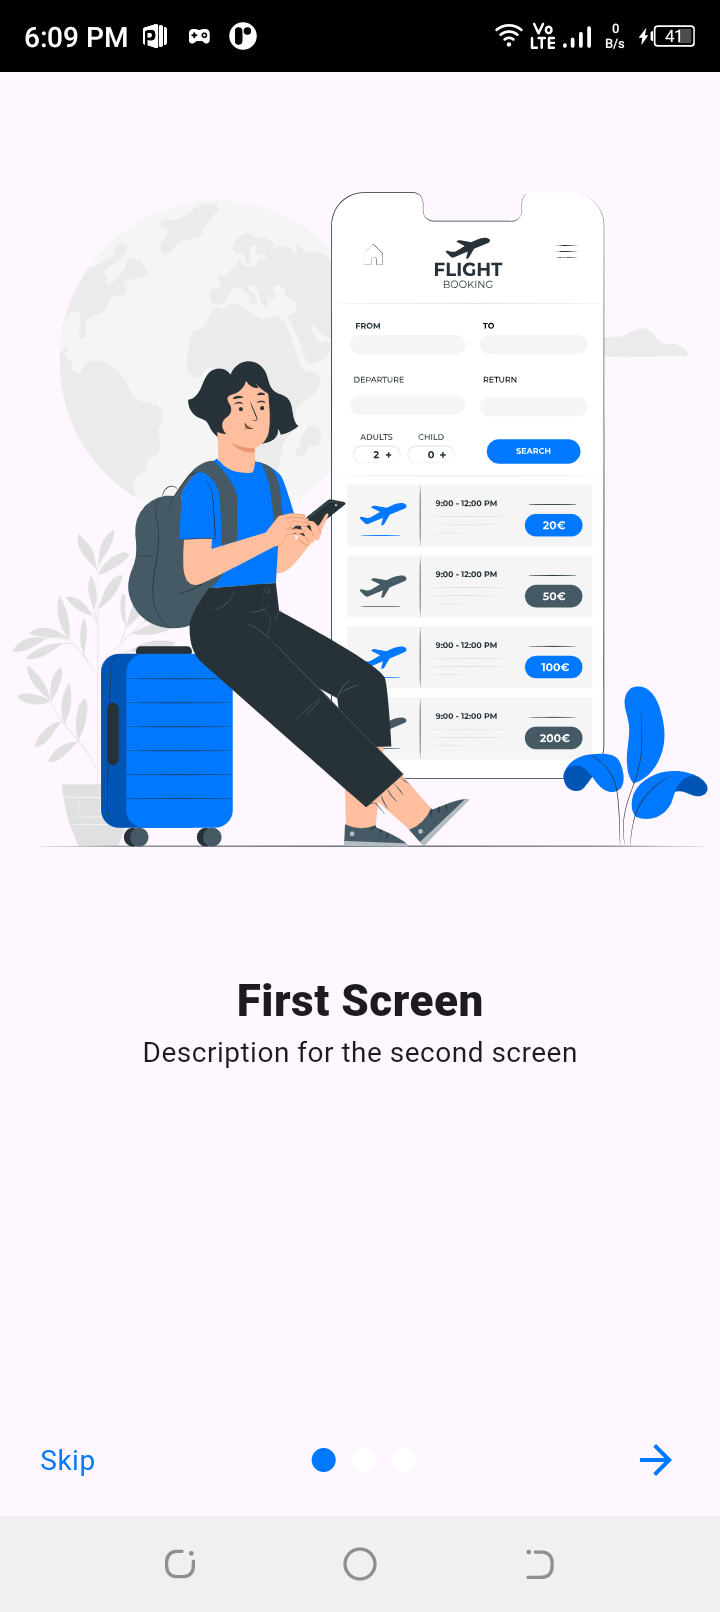 6:09 PM
Vo
LTE
0
B/s
41
FLIGHT
BOOKING
FROM TO
DEPARTURE RETURN
ADULTS CHILD
2 + 0 + SEARCH
9:00 - 12:00 PM
20€
9:00 - 12:00 PM
50€
9:00 - 12:00 PM
100€
9:00 - 12:00 PM
200€
First Screen
Description for the second screen
Skip